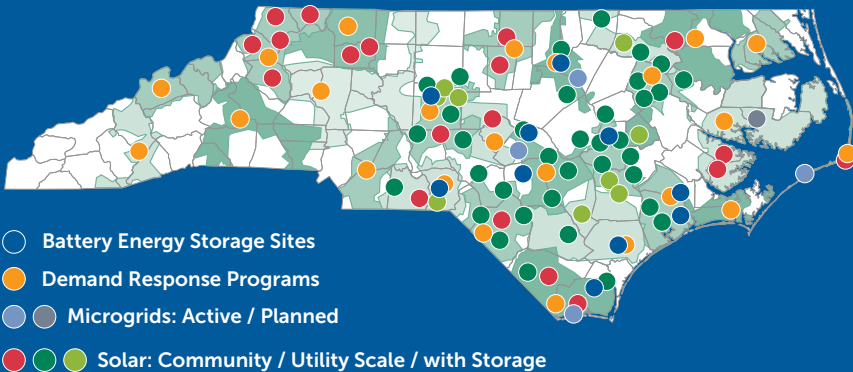 Battery Energy Storage Sites
Demand Response Programs
Microgrids: Active / Planned
Solar: Community / Utility Scale / with Storage